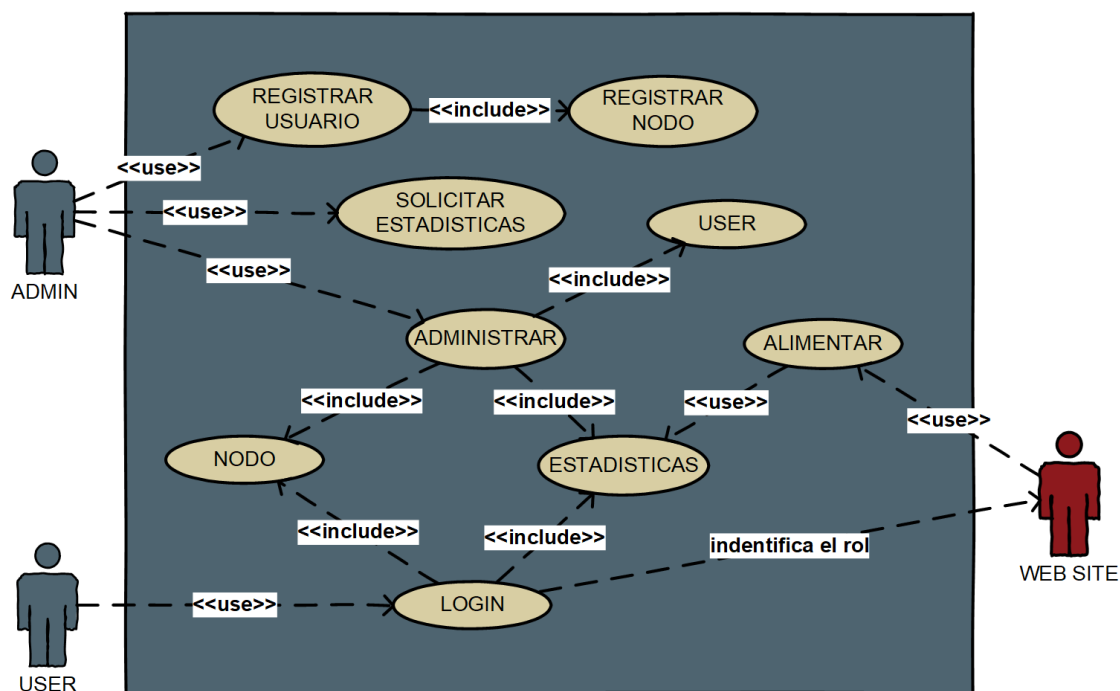 REGISTRAR
USUARIO
<<include>>
REGISTRAR
NODO
<<use>>
ADMIN
<<use>>
SOLICITAR
ESTADISTICAS
USER
<<use>>
<<include>>
ADMINISTRAR
ALIMENTAR
<<include>>
<<include>>
<<use>>
<<use>>
NODO
ESTADISTICAS
<<include>>
<<include>>
indentifica el rol
WEB SITE
<<use>>
LOGIN
USER